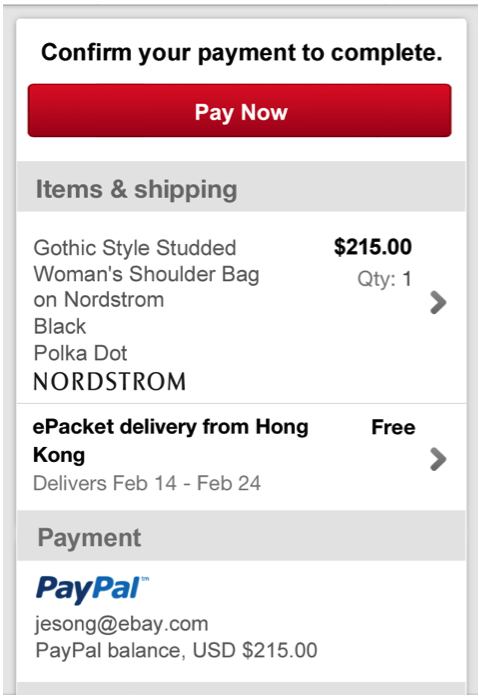 Confirm your payment to complete.
Pay Now
Items & shipping
Gothic Style Studded $215.00
Woman's Shoulder Bag Qty: 1
on Nordstrom
Black
Polka Dot
NORDSTROM
ePacket delivery from Hong Free
Kong
Delivers Feb 14 - Feb 24
Payment
PayPal™
jesong@ebay.com
PayPal balance, USD $215.00